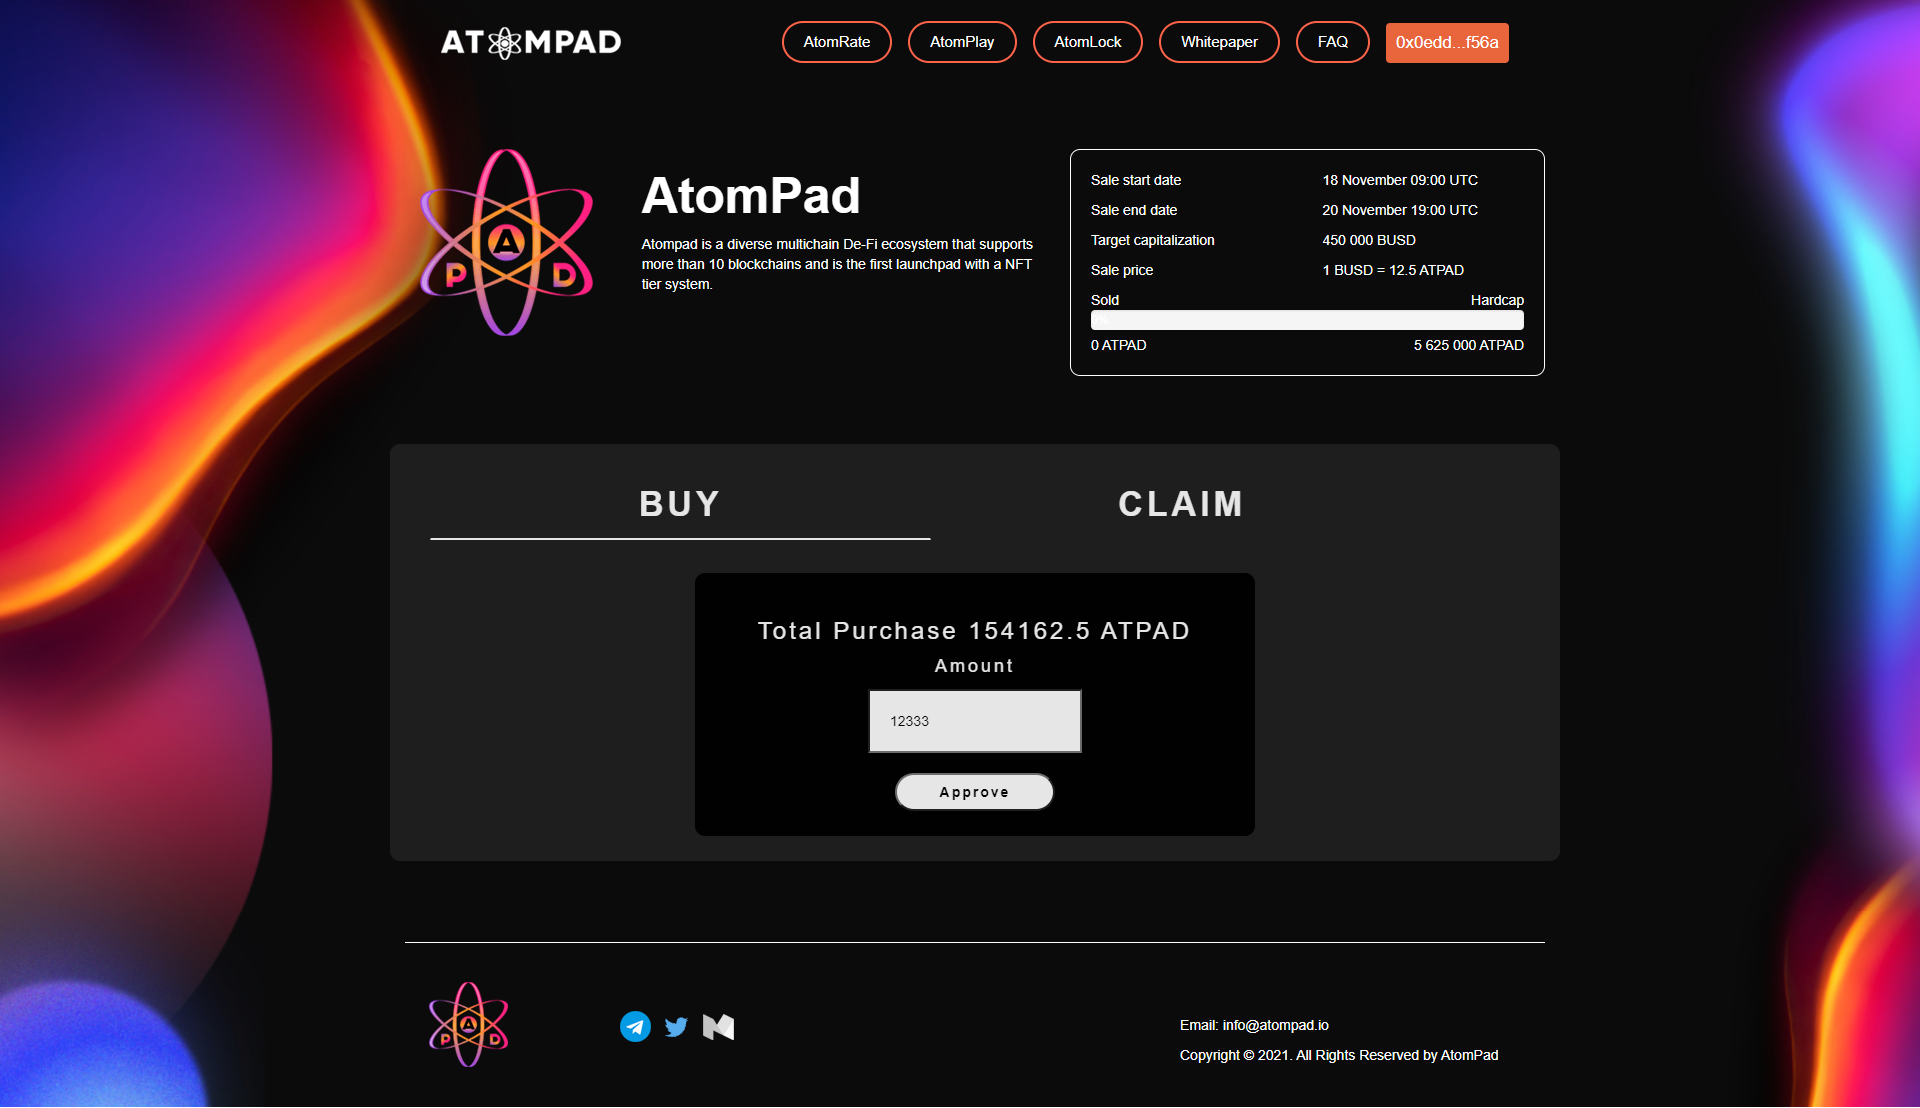 ATOMPAD
AtomRate
AtomPlay
AtomLock
Whitepaper
FAQ
0x0edd...f56a
A
P D
AtomPad
Atompad is a diverse multichain De-Fi ecosystem that supports
more than 10 blockchains and is the first launchpad with a NFT
tier system.
Sale start date 18 November 09:00 UTC
Sale end date 20 November 19:00 UTC
Target capitalization 450 000 BUSD
Sale price 1 BUSD = 12.5 ATPAD
Sold Hardcap
0 ATPAD 5 625 000 ATPAD
BUY
CLAIM
Total Purchase 154162.5 ATPAD
Amount
12333
Approve
A
P D
Email: info@atompad.io
Copyright © 2021. All Rights Reserved by AtomPad